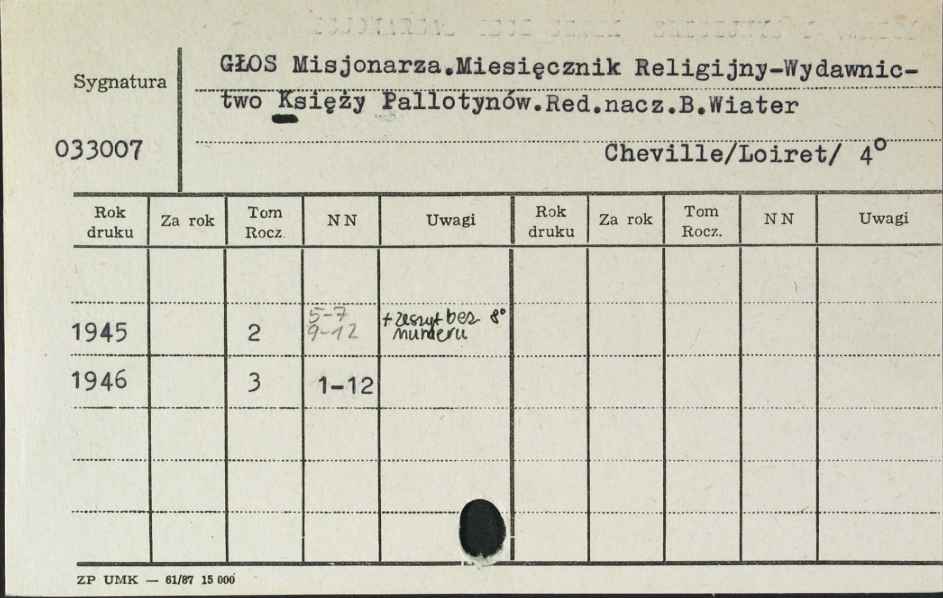 GŁOS Misjonarza.Miesięcznik Religijny-Wydawnic-
Sygnatura
two Księży Pallotynów.Red.nacz.B.Wiater
033007
Cheville/Loiret/ 4°
Rok druku Za rok Tom Rocz. NN Uwagi Rok druku Za rok Tom Rocz. NN Uwagi
1945 2 5-7 9-12 + zeszyt bez numeru 8°
1946 3 1-12
ZP UMK — 61/87 15 000